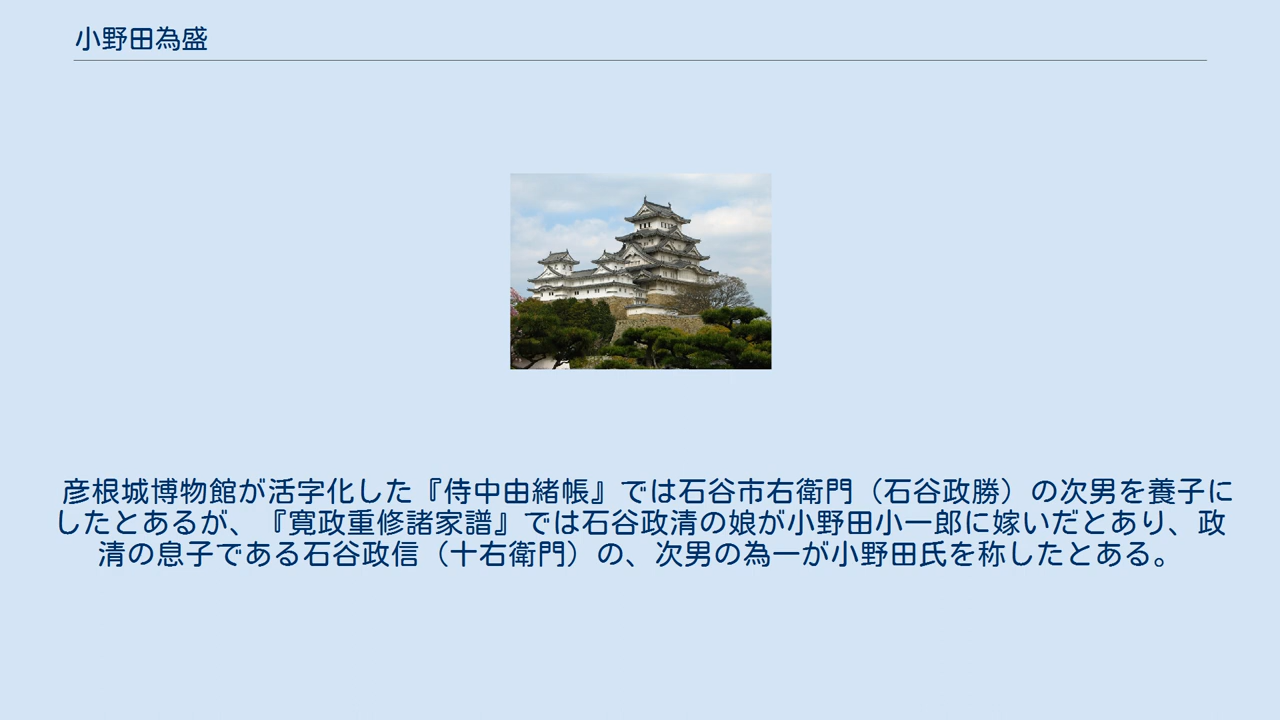 小野田為盛
彦根城博物館が活字化した『侍中由緒帳』では石谷市右衛門（石谷政勝）の次男を養子に
したとあるが、『寛政重修諸家譜』では石谷政清の娘が小野田小一郎に嫁いだとあり、政
清の息子である石谷政信（十右衛門）の、次男の為一が小野田氏を称したとある。